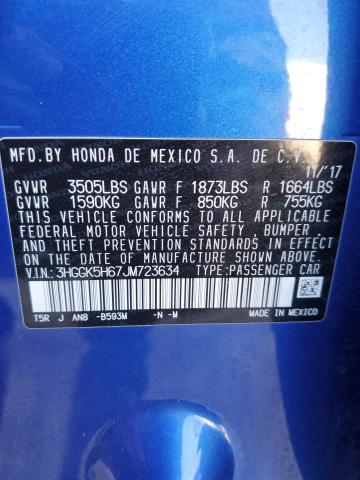 MFD.BY HONDA DE MEXICO S.A. DE C.V.
11/'17
GVWR 3505LBS GAWR F 1873LBS R 1664LBS
GVWR 1590KG GAWR F 850KG R 755KG
THIS VEHICLE CONFORMS TO ALL APPLICABLE
FEDERAL MOTOR VEHICLE SAFETY , BUMPER ,
AND THEFT PREVENTION STANDARDS IN EFFECT
ON THE DATE OF MANUFACTURE SHOWN ABOVE.
V.I.N.:3HGGK5H67JM723634 TYPE:PASSENGER CAR
T5R J AN8 -B593M -N -M
MADE IN MEXICO